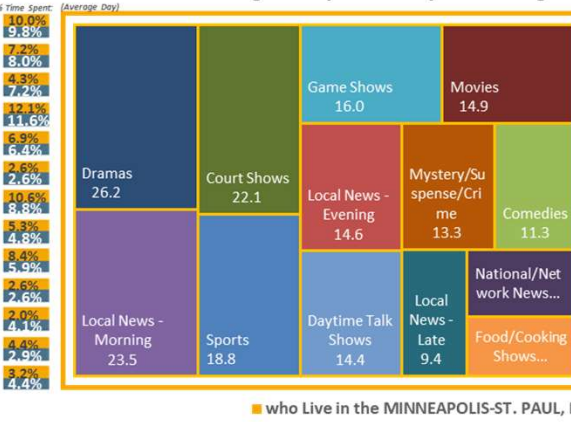 % Time Spent:
(Average Day)
10.0%
9.8%
7.2%
8.0%
4.3%
7.2%
12.1%
11.6%
6.9%
6.4%
2.6%
2.6%
10.6%
8.8%
5.3%
4.8%
8.4%
5.9%
2.6%
2.6%
2.0%
4.1%
4.4%
2.9%
3.2%
4.4%
Dramas
26.2
Court Shows
22.1
Game Shows
16.0
Movies
14.9
Local News -
Evening
14.6
Mystery/Su
spense/Cri
me
13.3
Comedies
11.3
Local News -
Morning
23.5
Sports
18.8
Daytime Talk
Shows
14.4
Local
News -
Late
9.4
National/Net
work News...
Food/Cooking
Shows...
who Live in the MINNEAPOLIS-ST. PAUL,